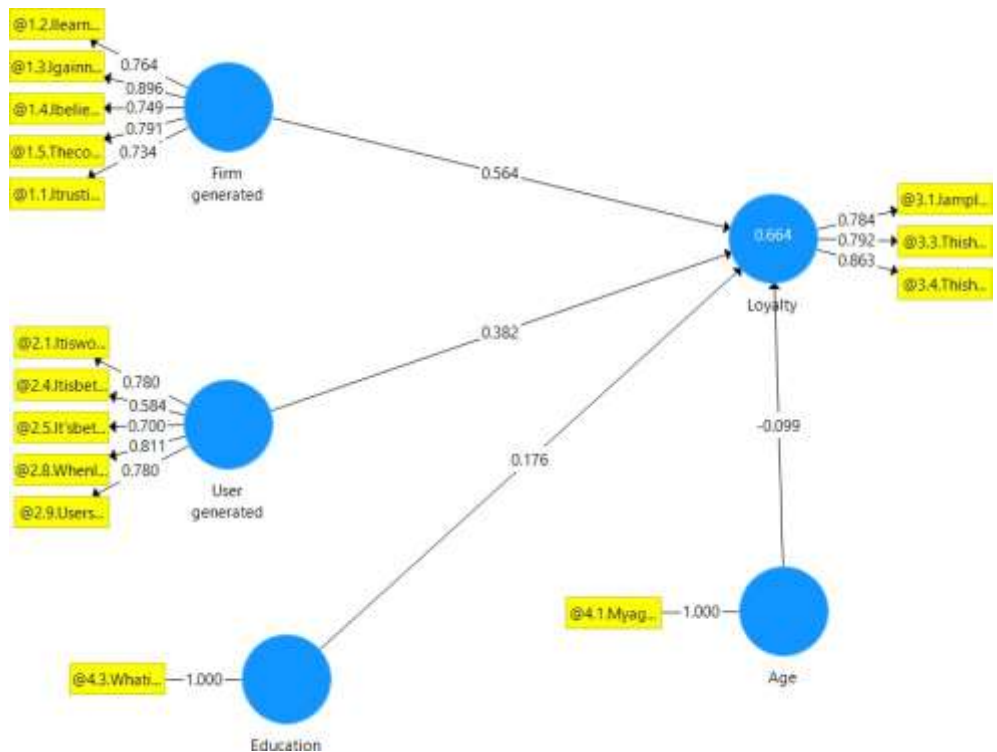 @1.2.Ilearn...
@1.3.Igainn...
@1.4.Ibelie...
@1.5.Theco...
@1.1.Itrusti...
0.764
0.896
0.749
0.791
0.734
Firm
generated
0.564
0.664
Loyalty
0.784
0.792
0.863
@3.1.Iampl...
@3.3.Thish...
@3.4.Thish...
@2.1.Itiswo...
@2.4.Itisbet...
@2.5.It'sbet...
@2.8.WhenI...
@2.9.Users...
0.780
0.584
0.700
0.811
0.780
User
generated
0.382
0.176
-0.099
@4.1.Myag...
1.000
Age
@4.3.Whati...
1.000
Education